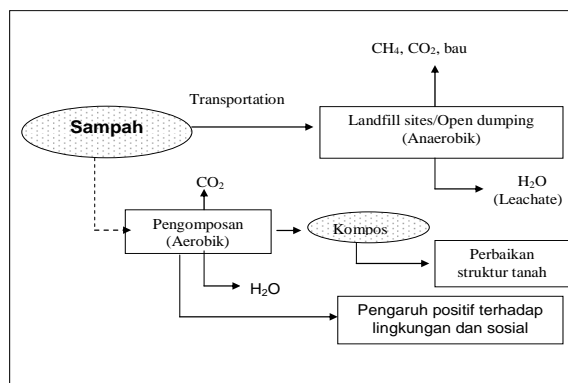 CH₄, CO₂, bau
Transportation
Sampah
Landfill sites/Open dumping
(Anaerobik)
H₂O
(Leachate)
CO₂
Pengomposan
(Aerobik)
Kompos
Perbaikan
struktur tanah
H₂O
Pengaruh positif terhadap
lingkungan dan sosial